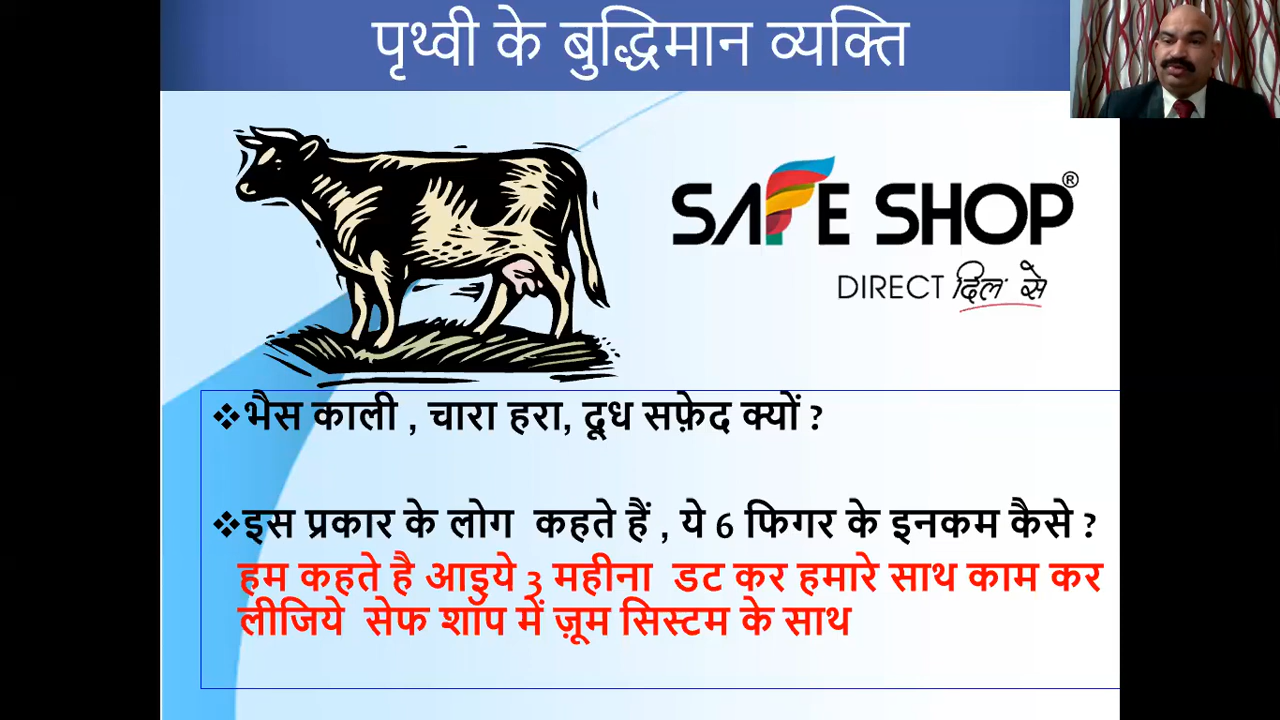 पृथ्वी के बुद्धिमान व्यक्ति
SAFE SHOP®
DIRECT दिल से
❖भैस काली , चारा हरा, दूध सफ़ेद क्यों ?
❖इस प्रकार के लोग कहते हैं , ये 6 फिगर के इनकम कैसे ?
हम कहते है आइुये 3 महीना डट कर हमारे साथ काम कर
लीजिये सेफ शॉप में ज़ूम सिस्टम के साथ